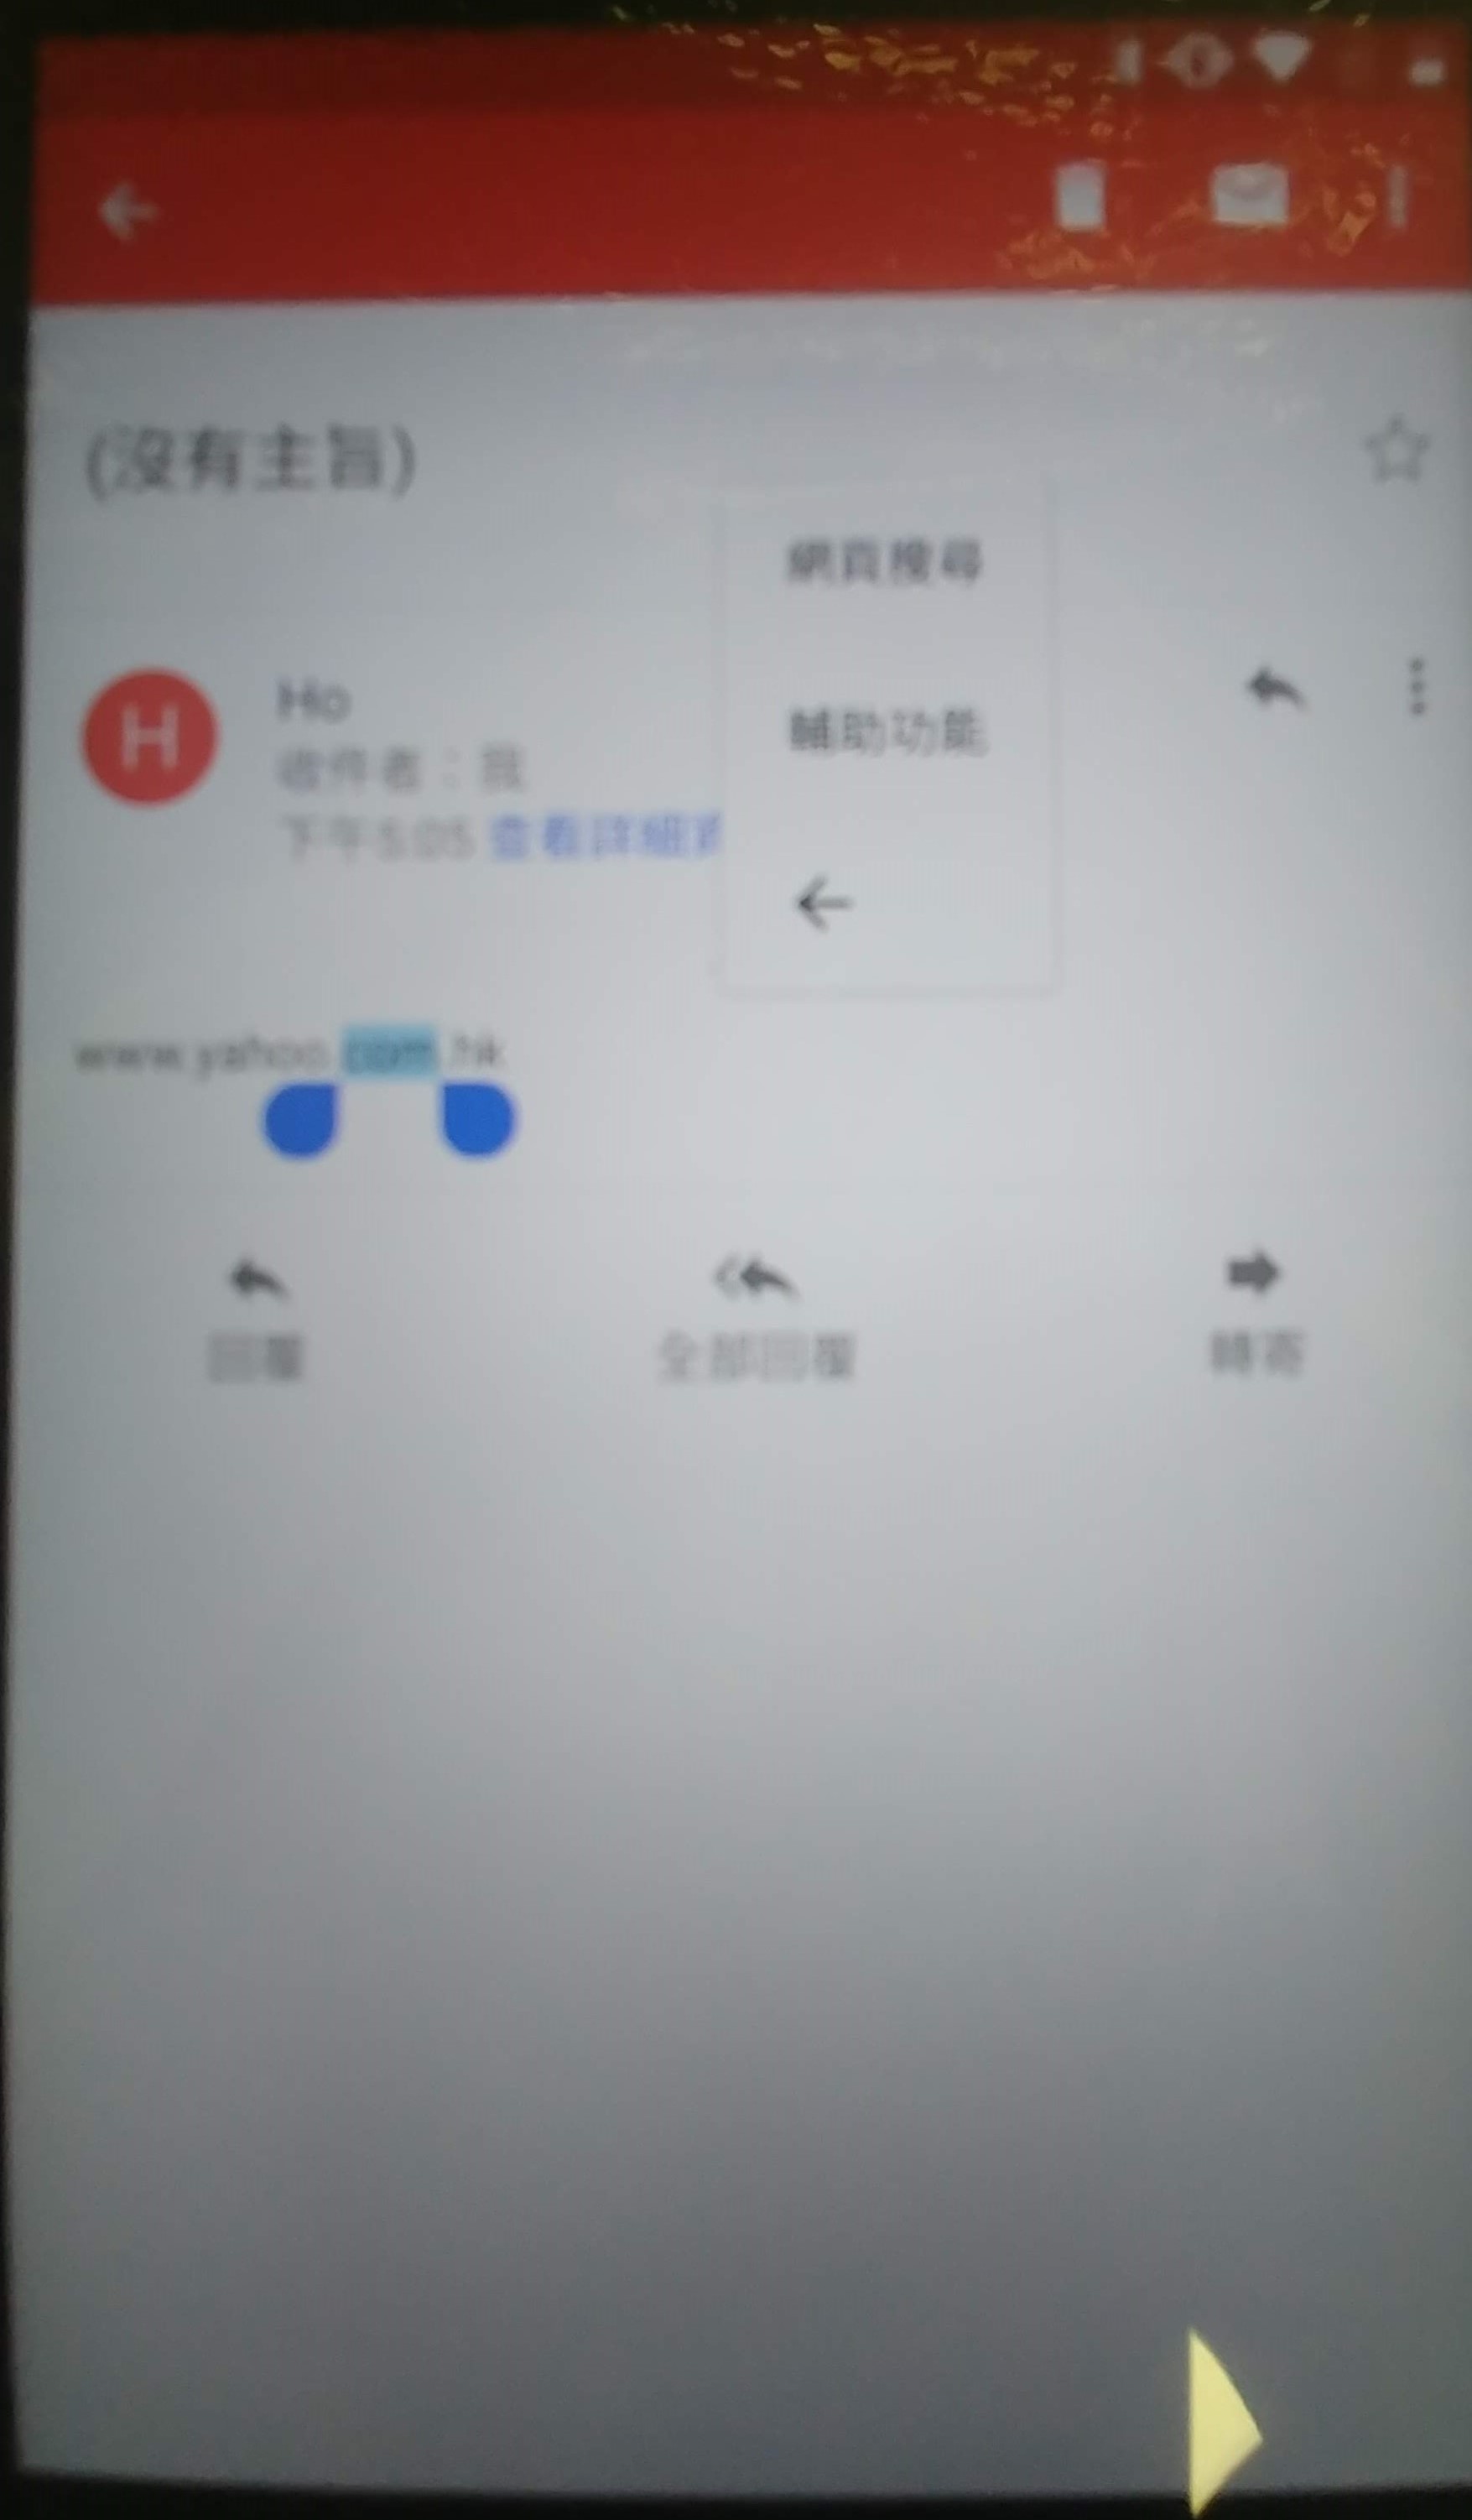 (沒有主旨)
網頁搜尋
H
Ho
收件者：我
輔助功能
下午5:05 查看詳細資
www.yahoo.com.hk
回覆
全部回覆
轉寄